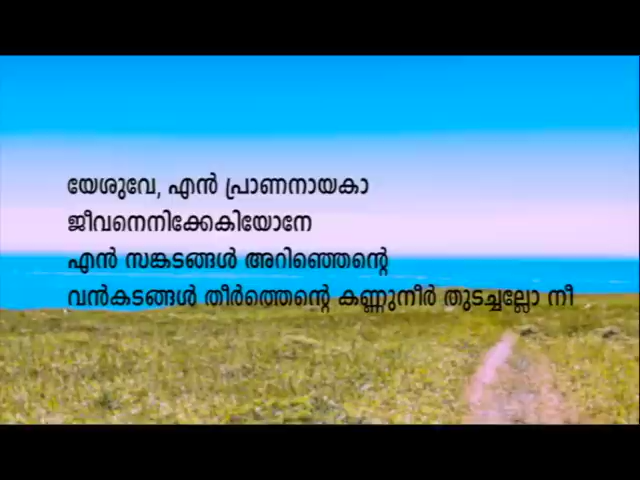 യേശുവേ, എൻ പ്രാണനായകാ
ജീവനെനിക്കേകിയോനേ
എൻ സങ്കടങ്ങൾ അറിഞ്ഞെന്റെ
വൻകടങ്ങൾ തീർത്തെന്റെ കണ്ണുനീർ തുടച്ചല്ലോ നീ